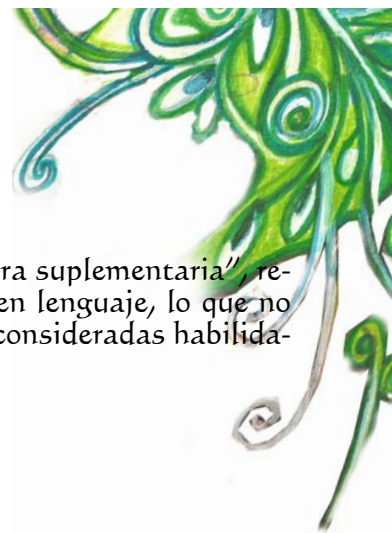 ra suplementaria”, re-
en lenguaje, lo que no
consideradas habilida-